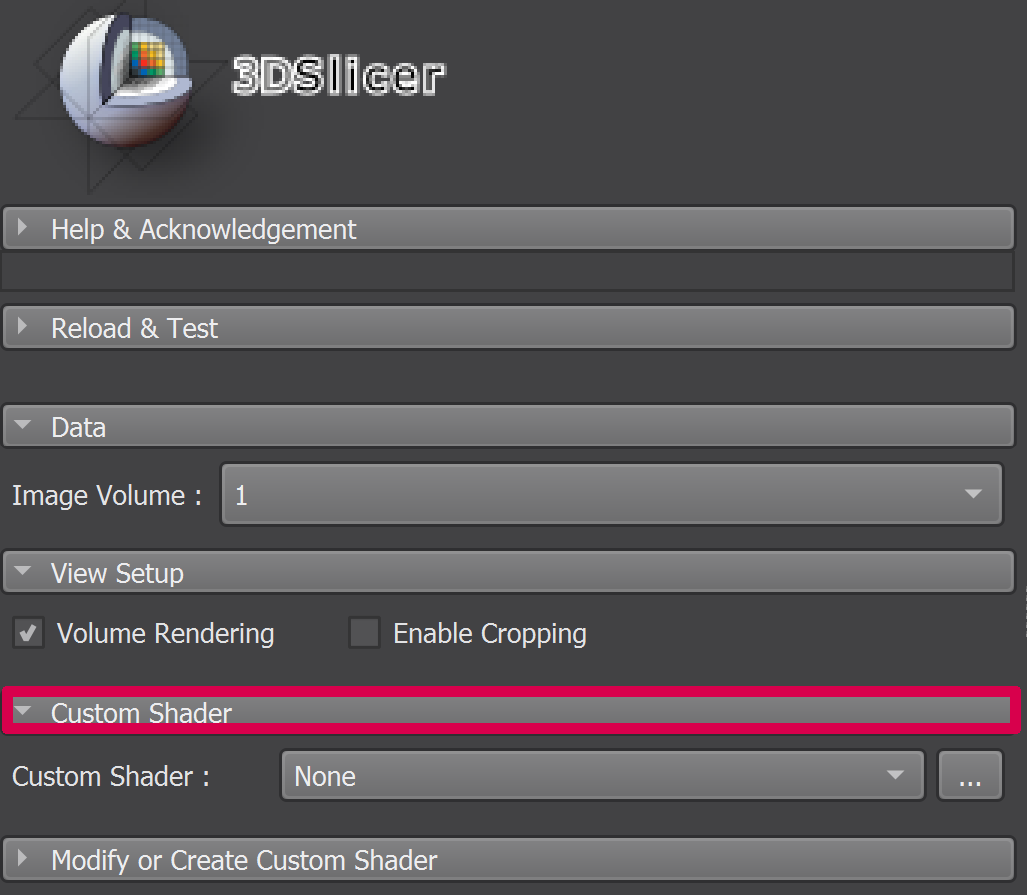 3DSlicer
Help & Acknowledgement
Reload & Test
Data
Image Volume : 1
View Setup
Volume Rendering Enable Cropping
Custom Shader
Custom Shader : None ...
Modify or Create Custom Shader